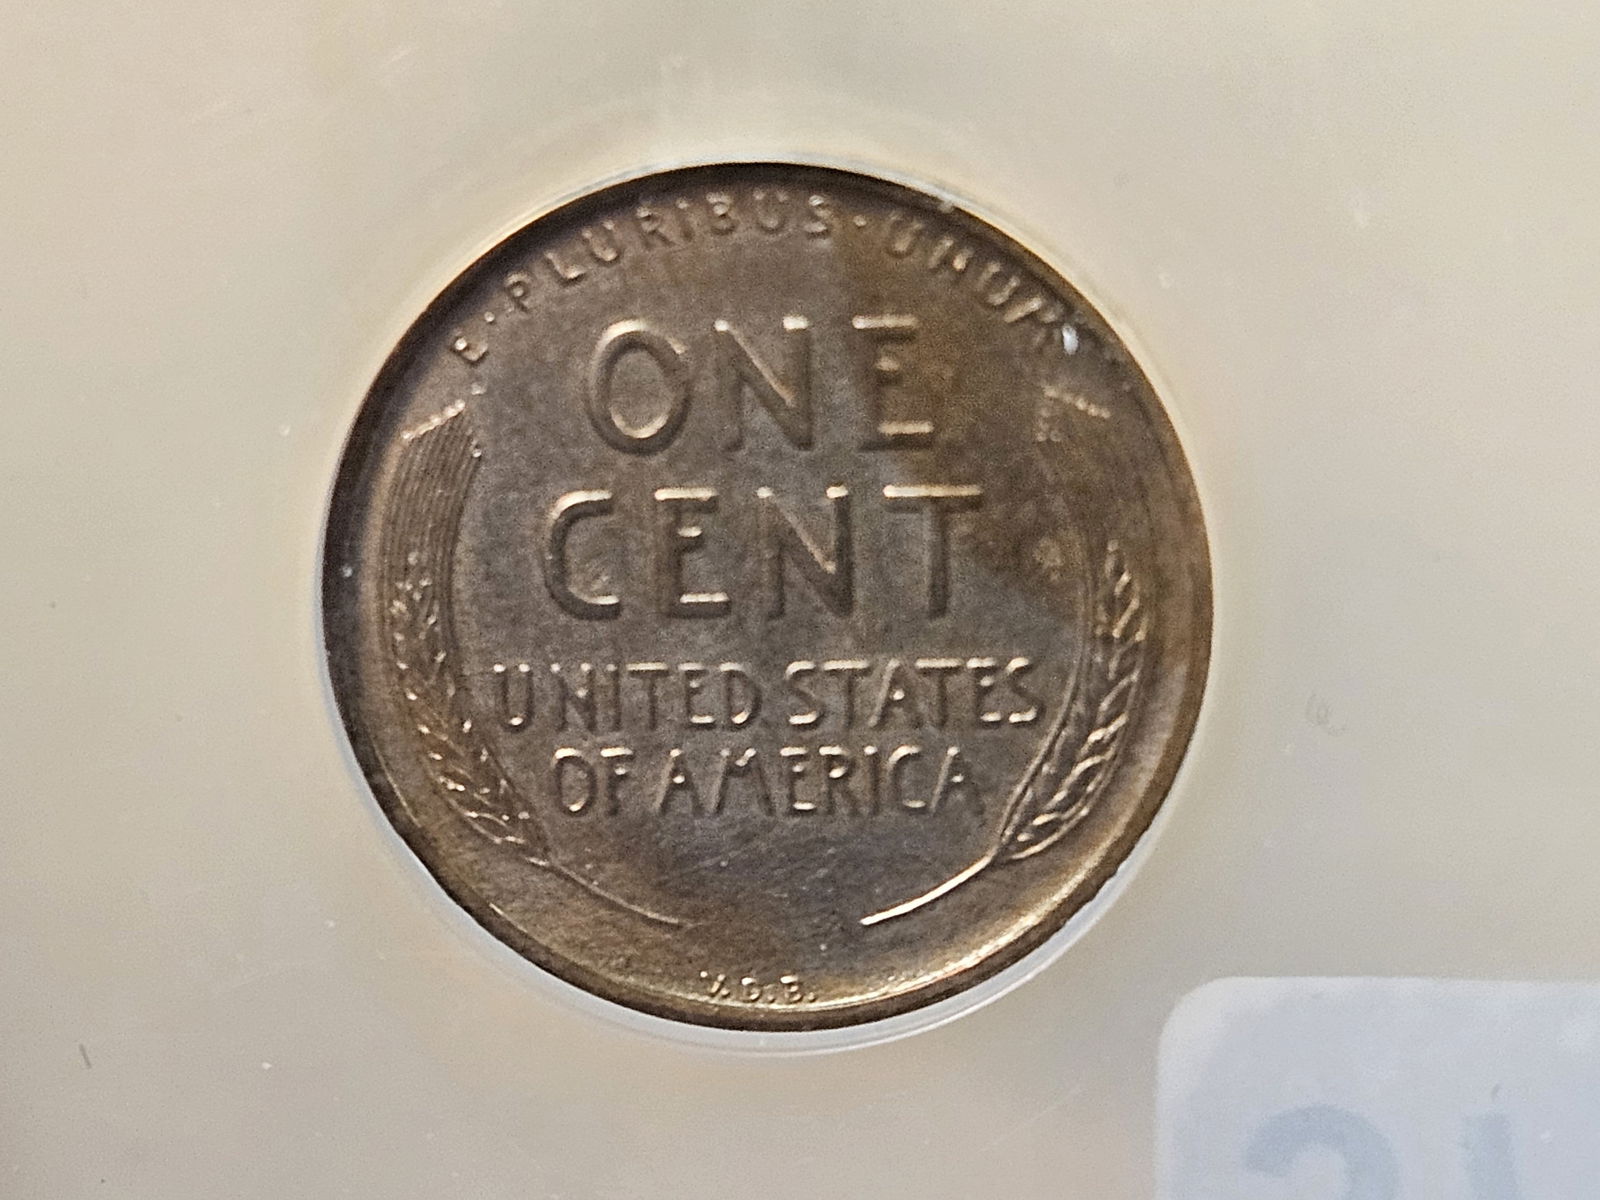 E·PLURIBUS·UNUM
ONE
CENT
UNITED STATES
OF AMERICA
V.D.B.